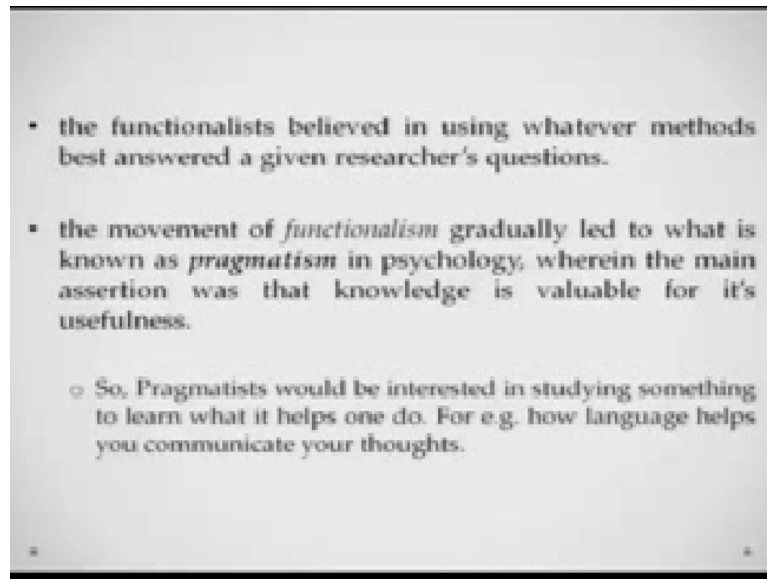 • the functionalists believed in using whatever methods
best answered a given researcher's questions.
▪ the movement of functionalism gradually led to what is
known as pragmatism in psychology, wherein the main
assertion was that knowledge is valuable for it's
usefulness.
○ So, Pragmatists would be interested in studying something
to learn what it helps one do. For e.g. how language helps
you communicate your thoughts.